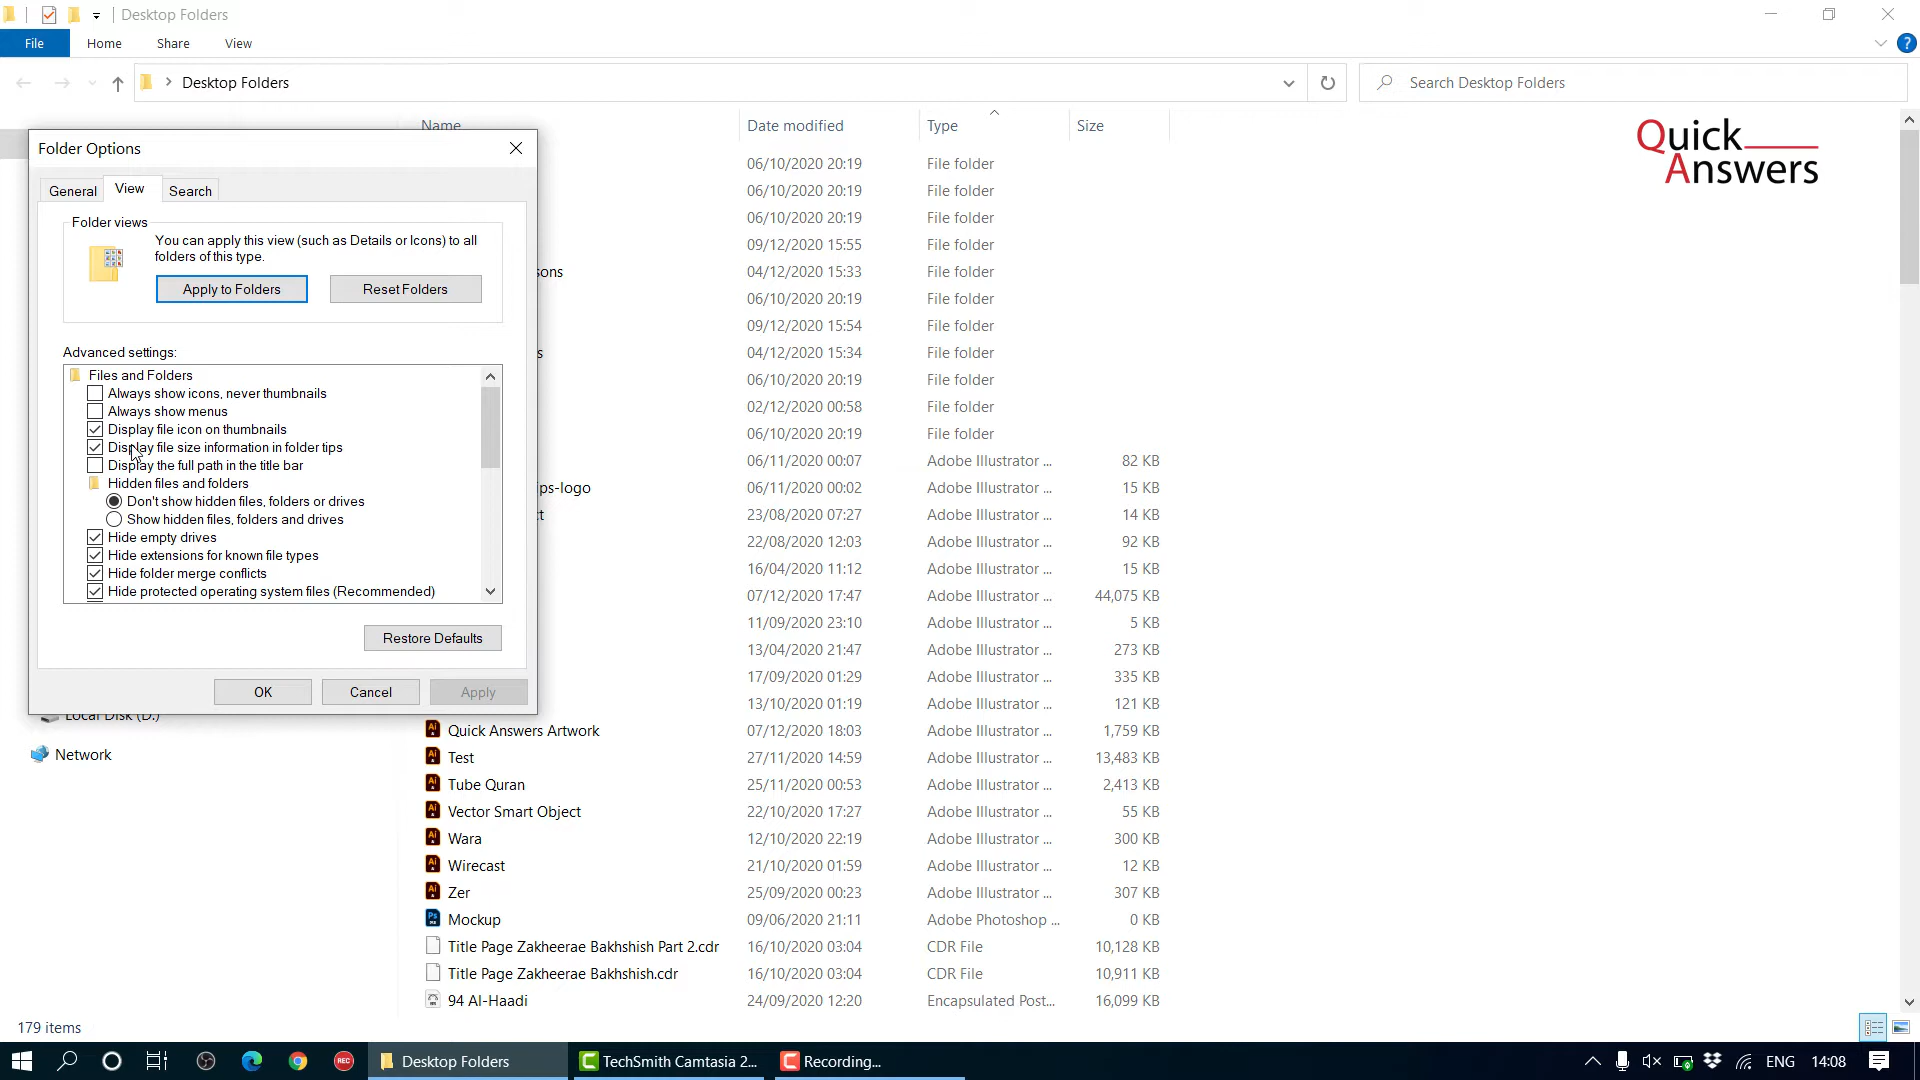 Desktop Folders
File Home Share View
Desktop Folders
Search Desktop Folders
Name Date modified Type Size
Quick
Answers
Folder Options
General View Search
Folder views
You can apply this view (such as Details or Icons) to all
folders of this type.
Apply to Folders Reset Folders
Advanced settings:
Files and Folders
Always show icons, never thumbnails
Always show menus
Display file icon on thumbnails
Display file size information in folder tips
Display the full path in the title bar
Hidden files and folders
Don't show hidden files, folders or drives
Show hidden files, folders and drives
Hide empty drives
Hide extensions for known file types
Hide folder merge conflicts
Hide protected operating system files (Recommended)
Restore Defaults
OK Cancel Apply
Local Disk (D:)
Network
06/10/2020 20:19 File folder
06/10/2020 20:19 File folder
06/10/2020 20:19 File folder
09/12/2020 15:55 File folder
sons 04/12/2020 15:33 File folder
06/10/2020 20:19 File folder
09/12/2020 15:54 File folder
s 04/12/2020 15:34 File folder
06/10/2020 20:19 File folder
02/12/2020 00:58 File folder
06/10/2020 20:19 File folder
06/11/2020 00:07 Adobe Illustrator ... 82 KB
ips-logo 06/11/2020 00:02 Adobe Illustrator ... 15 KB
ct 23/08/2020 07:27 Adobe Illustrator ... 14 KB
22/08/2020 12:03 Adobe Illustrator ... 92 KB
16/04/2020 11:12 Adobe Illustrator ... 15 KB
07/12/2020 17:47 Adobe Illustrator ... 44,075 KB
11/09/2020 23:10 Adobe Illustrator ... 5 KB
13/04/2020 21:47 Adobe Illustrator ... 273 KB
17/09/2020 01:29 Adobe Illustrator ... 335 KB
13/10/2020 01:19 Adobe Illustrator ... 121 KB
Quick Answers Artwork 07/12/2020 18:03 Adobe Illustrator ... 1,759 KB
Test 27/11/2020 14:59 Adobe Illustrator ... 13,483 KB
Tube Quran 25/11/2020 00:53 Adobe Illustrator ... 2,413 KB
Vector Smart Object 22/10/2020 17:27 Adobe Illustrator ... 55 KB
Wara 12/10/2020 22:19 Adobe Illustrator ... 300 KB
Wirecast 21/10/2020 01:59 Adobe Illustrator ... 12 KB
Zer 25/09/2020 00:23 Adobe Illustrator ... 307 KB
Mockup 09/06/2020 21:11 Adobe Photoshop ... 0 KB
Title Page Zakheerae Bakhshish Part 2.cdr 16/10/2020 03:04 CDR File 10,128 KB
Title Page Zakheerae Bakhshish.cdr 16/10/2020 03:04 CDR File 10,911 KB
94 Al-Haadi 24/09/2020 12:20 Encapsulated Post... 16,099 KB
179 items
REC Desktop Folders TechSmith Camtasia 2... Recording... ENG 14:08